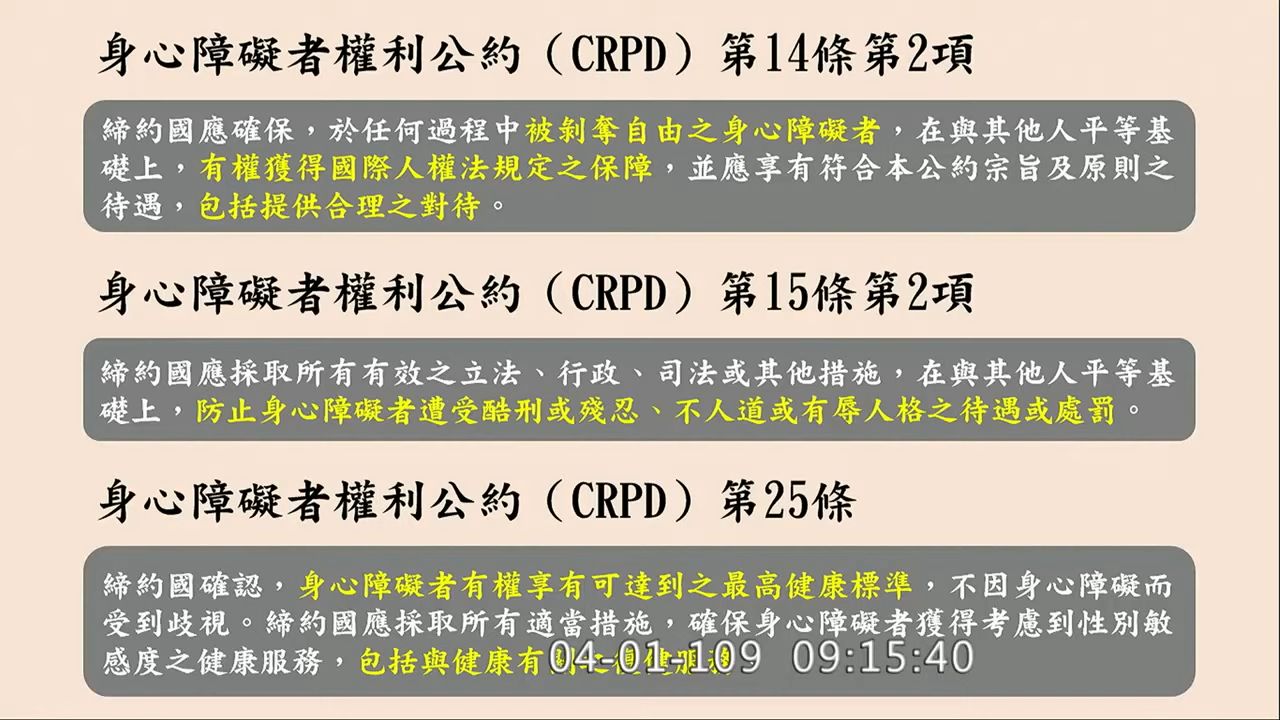 身心障礙者權利公約（CRPD）第14條第2項
締約國應確保，於任何過程中被剝奪自由之身心障礙者，在與其他人平等基
礎上，有權獲得國際人權法規定之保障，並應享有符合本公約宗旨及原則之
待遇，包括提供合理之對待。
身心障礙者權利公約（CRPD）第15條第2項
締約國應採取所有有效之立法、行政、司法或其他措施，在與其他人平等基
礎上，防止身心障礙者遭受酷刑或殘忍、不人道或有辱人格之待遇或處罰。
身心障礙者權利公約（CRPD）第25條
締約國確認，身心障礙者有權享有可達到之最高健康標準，不因身心障礙而
受到歧視。締約國應採取所有適當措施，確保身心障礙者獲得考慮到性別敏
感度之健康服務，包括與健康有
04-01-109 09:15:40